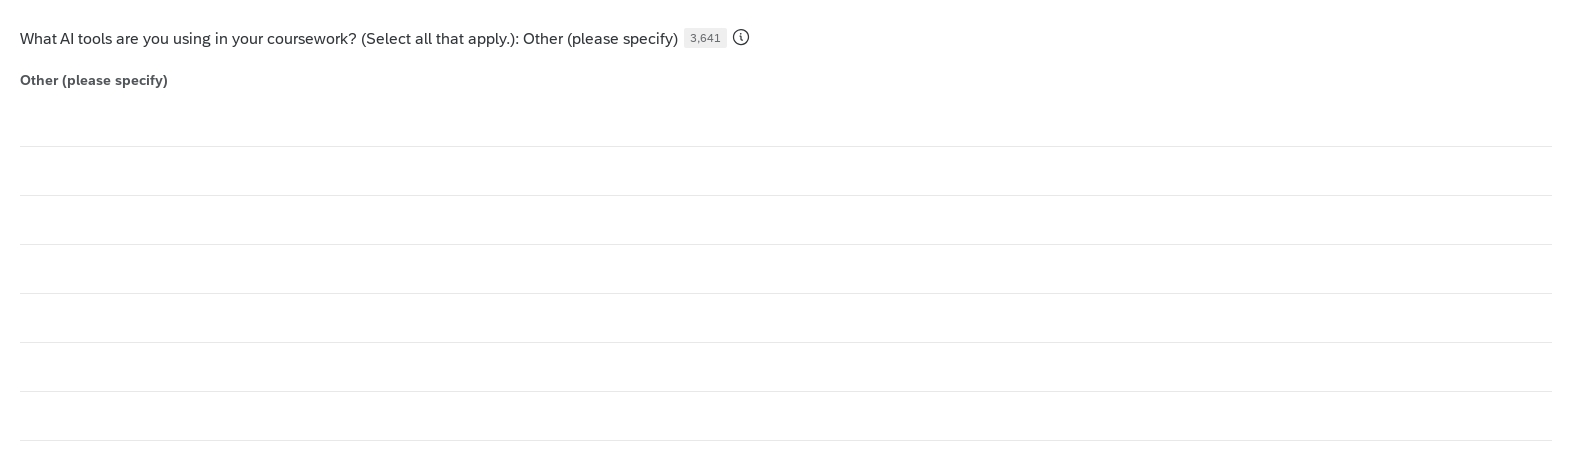 What AI tools are you using in your coursework? (Select all that apply.): Other (please specify) 3,641
Other (please specify)